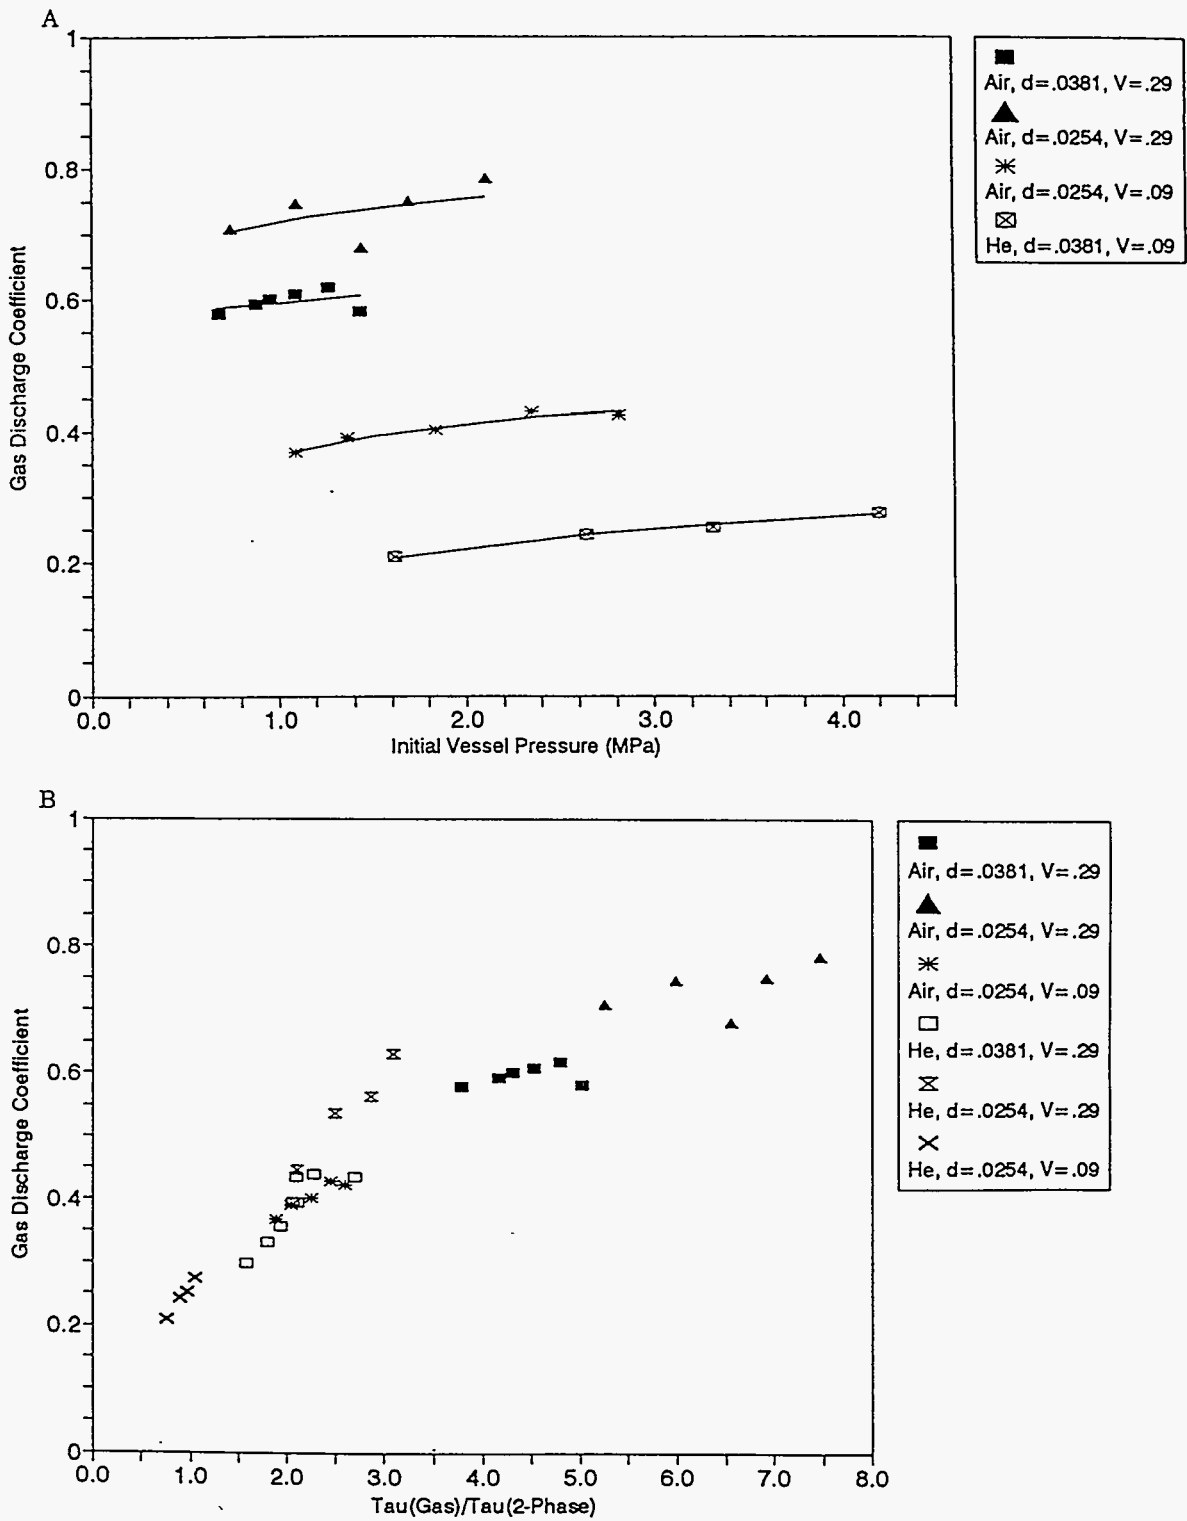 A
1
0.8
0.6
0.4
0.2
0
Gas Discharge Coefficient
0.0 1.0 2.0 3.0 4.0
Initial Vessel Pressure (MPa)
Air, d=.0381, V=.29
Air, d=.0254, V=.29
Air, d=.0254, V=.09
He, d=.0381, V=.09
B
1
0.8
0.6
0.4
0.2
0
Gas Discharge Coefficient
0.0 1.0 2.0 3.0 4.0 5.0 6.0 7.0 8.0
Tau(Gas)/Tau(2-Phase)
Air, d=.0381, V=.29
Air, d=.0254, V=.29
Air, d=.0254, V=.09
He, d=.0381, V=.29
He, d=.0254, V=.29
He, d=.0254, V=.09